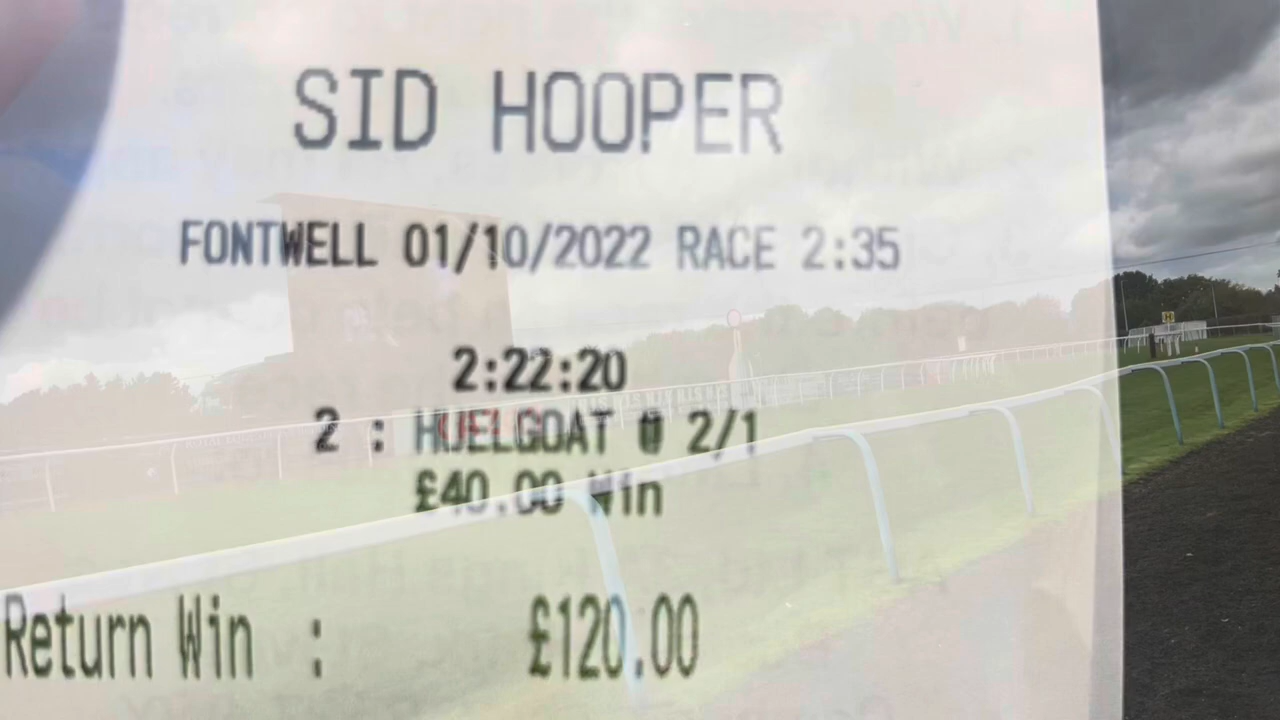 SID HOOPER
FONTWELL 01/10/2022 RACE 2:35
2:22:20
2 : HUELGOAT @ 2/1
£40.00 Win
Return Win : £120.00